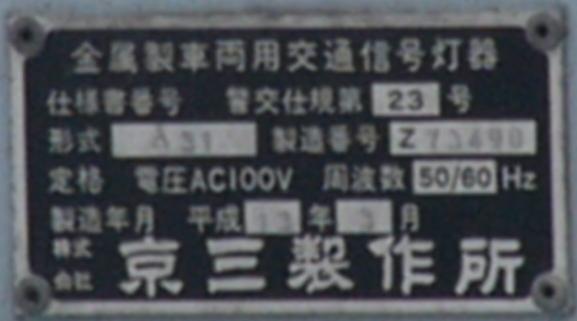 金属製車両用交通信号灯器
仕様書番号 警交仕規第 23 号
形式 A31 製造番号 Z
定格 電圧AC100V 周波数 50/60 Hz
製造年月 平成 年 月
株式会社 京三製作所